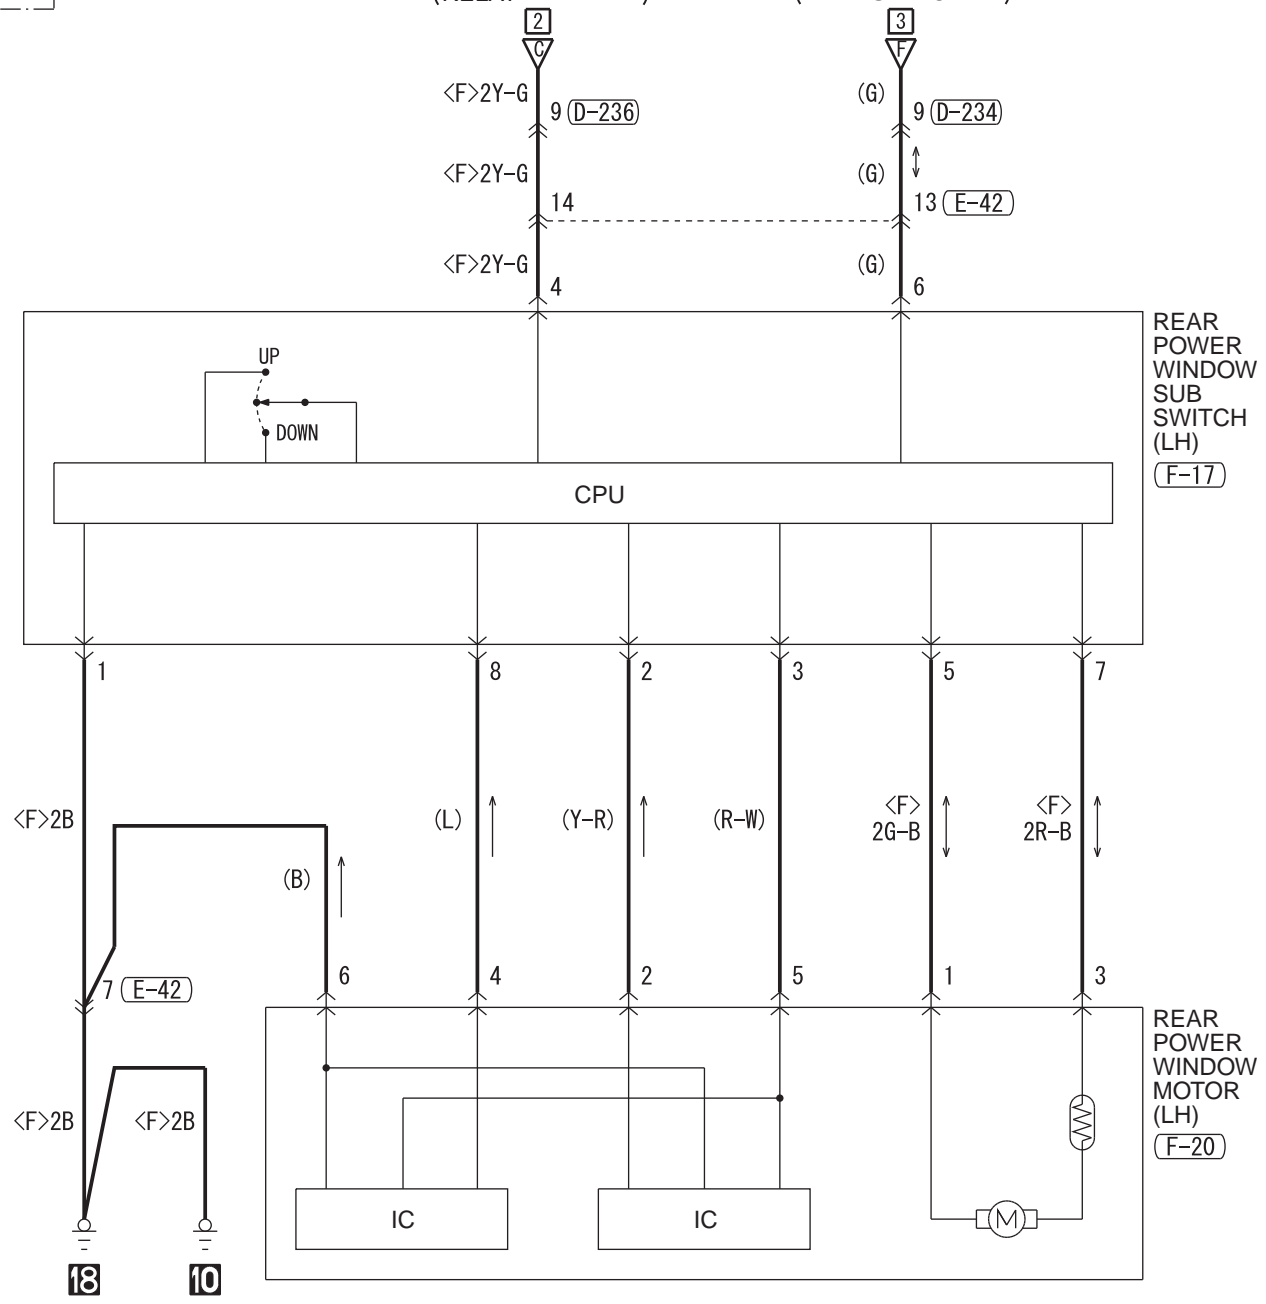 2 3
C F
<F>2Y-G (G)
9 D-236 9 D-234
<F>2Y-G (G)
14 13 E-42
<F>2Y-G (G)
4 6
REAR
POWER
WINDOW
SUB
SWITCH
(LH)
F-17
UP
DOWN
CPU
1 8 2 3 5 7
<F>2B (L) (Y-R) (R-W) <F> <F>
2G-B 2R-B
(B)
6 4 2 5 1 3
7 E-42
REAR
POWER
WINDOW
MOTOR
(LH)
F-20
<F>2B <F>2B
IC IC M
18 10